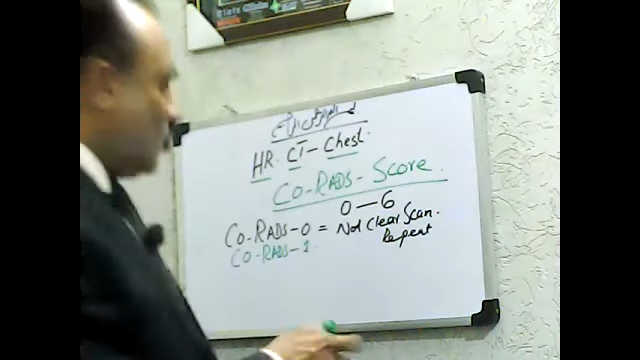 HR. CT - Chest.
CO-RADS - Score
0 — 6
CO-RADS - 0 = Not Clear Scan.
Repeat
CO-RADS - 1